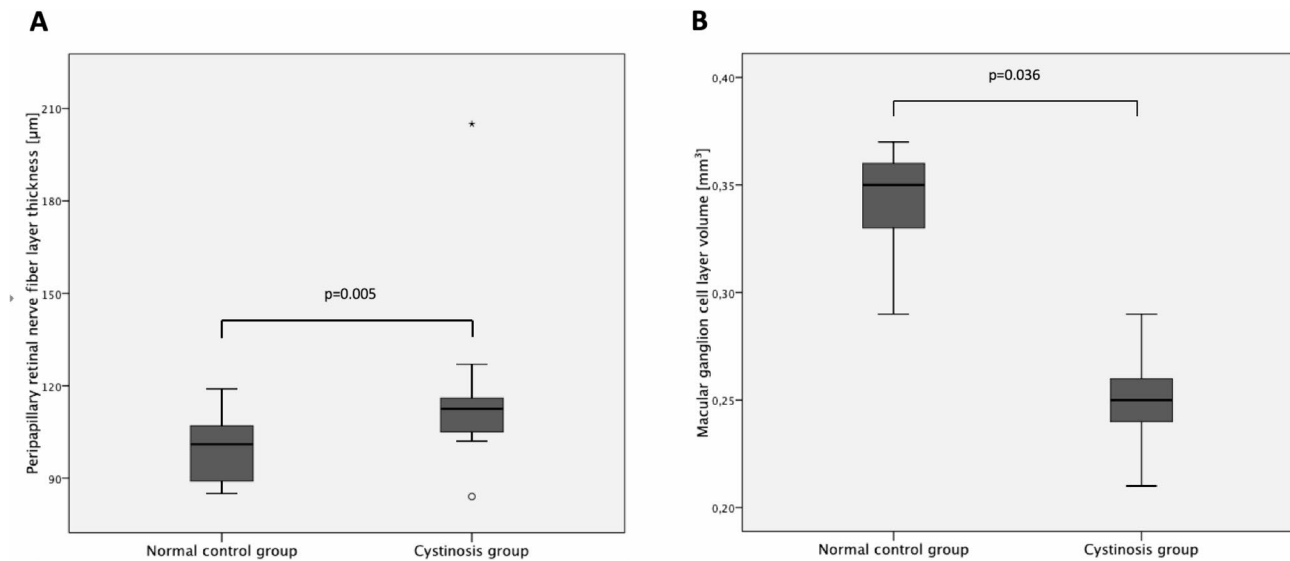 A
Peripapillary retinal nerve fiber layer thickness [µm]
210
180
150
120
90
p=0.005
Normal control group
Cystinosis group
B
Macular ganglion cell layer volume [mm³]
0,40
0,35
0,30
0,25
0,20
p=0.036
Normal control group
Cystinosis group